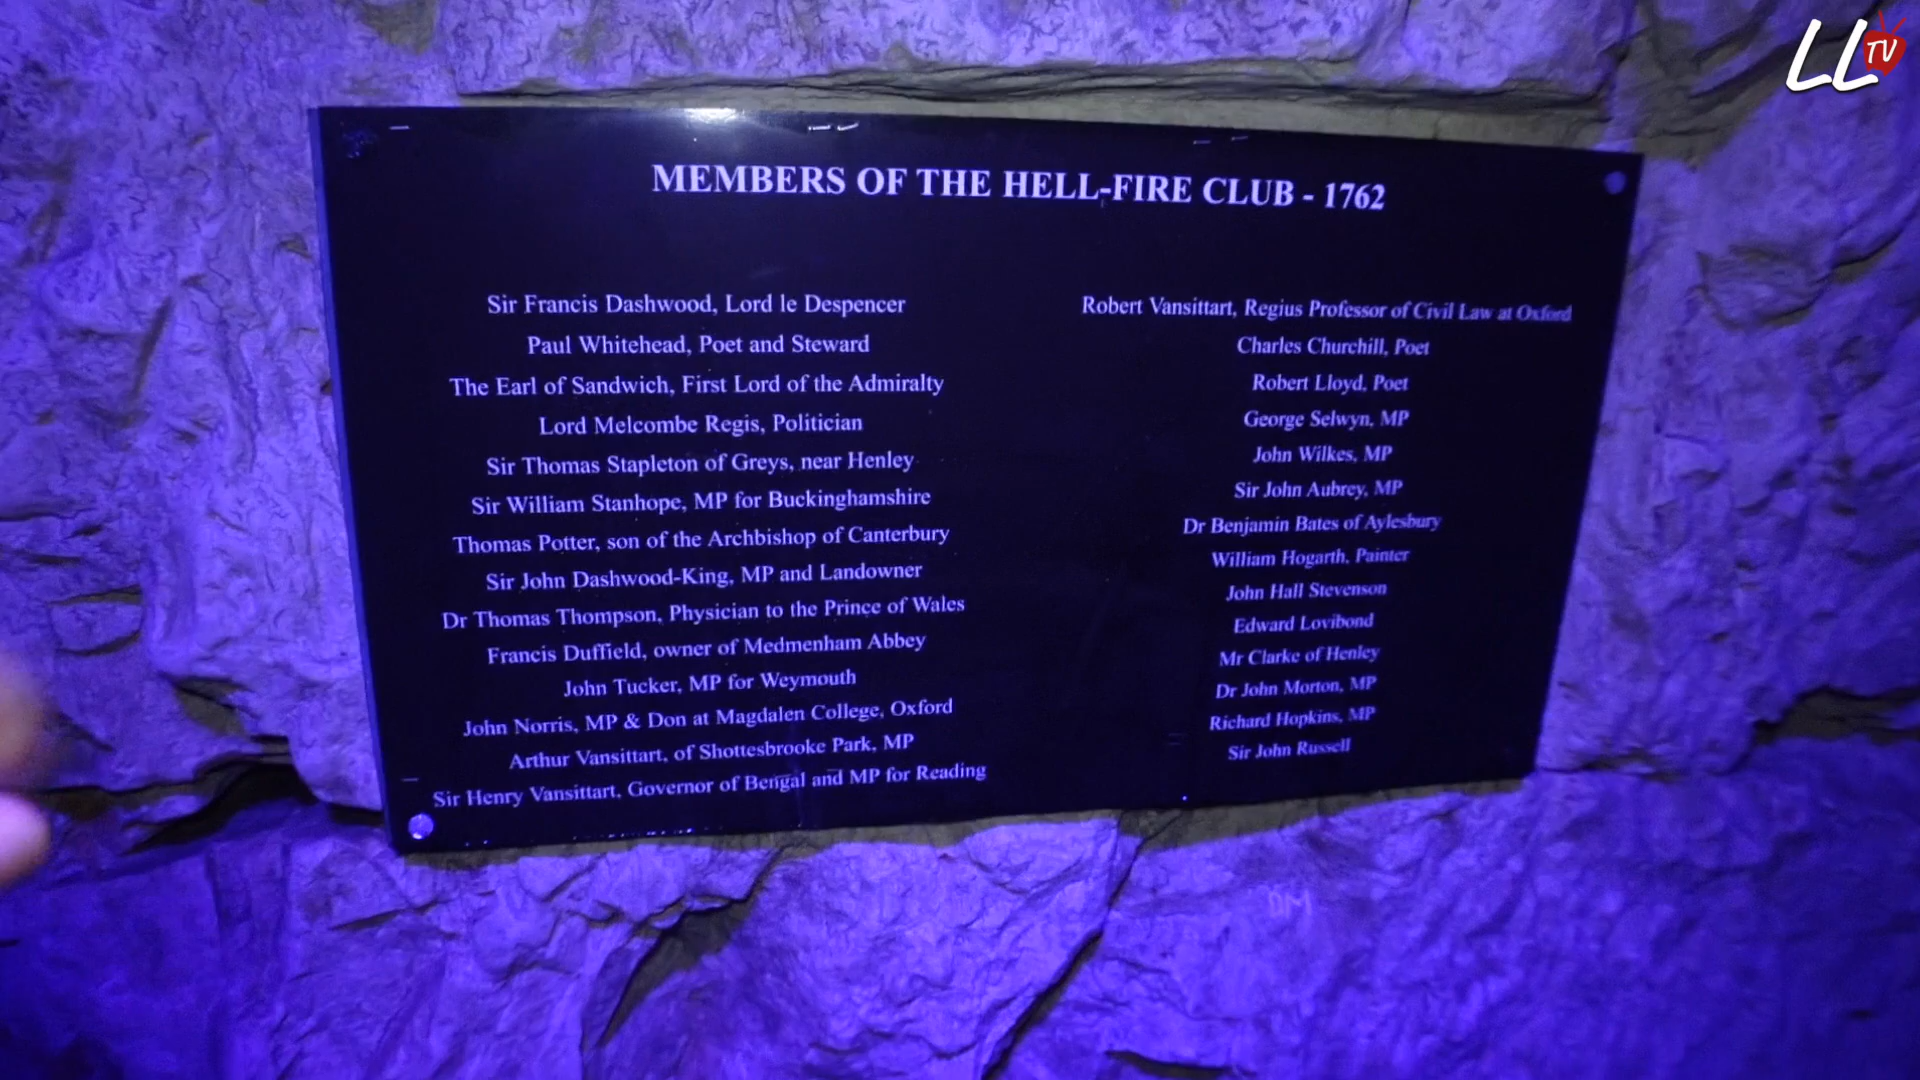 LL TV
MEMBERS OF THE HELL-FIRE CLUB - 1762
Sir Francis Dashwood, Lord le Despencer
Paul Whitehead, Poet and Steward
The Earl of Sandwich, First Lord of the Admiralty
Lord Melcombe Regis, Politician
Sir Thomas Stapleton of Greys, near Henley
Sir William Stanhope, MP for Buckinghamshire
Thomas Potter, son of the Archbishop of Canterbury
Sir John Dashwood-King, MP and Landowner
Dr Thomas Thompson, Physician to the Prince of Wales
Francis Duffield, owner of Medmenham Abbey
John Tucker, MP for Weymouth
John Norris, MP & Don at Magdalen College, Oxford
Arthur Vansittart, of Shottesbrooke Park, MP
Sir Henry Vansittart, Governor of Bengal and MP for Reading
Robert Vansittart, Regius Professor of Civil Law at Oxford
Charles Churchill, Poet
Robert Lloyd, Poet
George Selwyn, MP
John Wilkes, MP
Sir John Aubrey, MP
Dr Benjamin Bates of Aylesbury
William Hogarth, Painter
John Hall Stevenson
Edward Lovibond
Mr Clarke of Henley
Dr John Morton, MP
Richard Hopkins, MP
Sir John Russell
DM